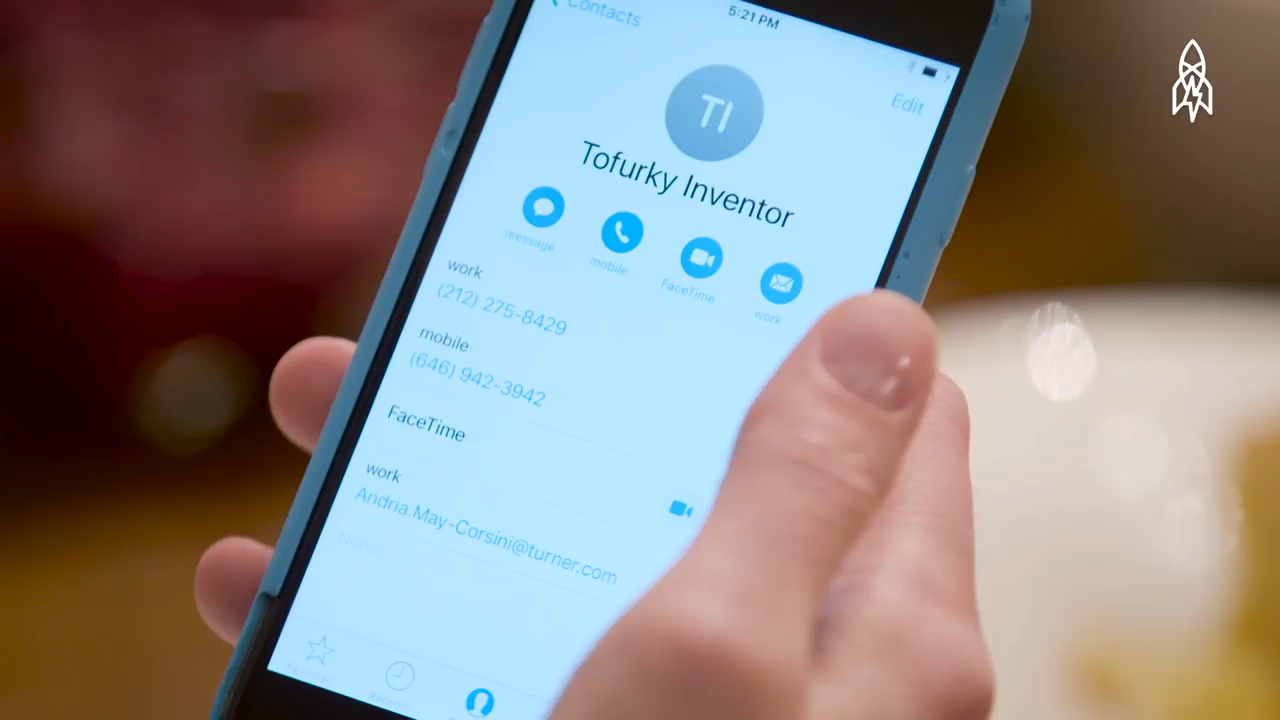 Contacts
5:21 PM
Edit
TI
Tofurky Inventor
message
mobile
FaceTime
work
work
(212) 275-8429
mobile
(646) 942-3942
FaceTime
work
Andria.May-Corsini@turner.com
Notes